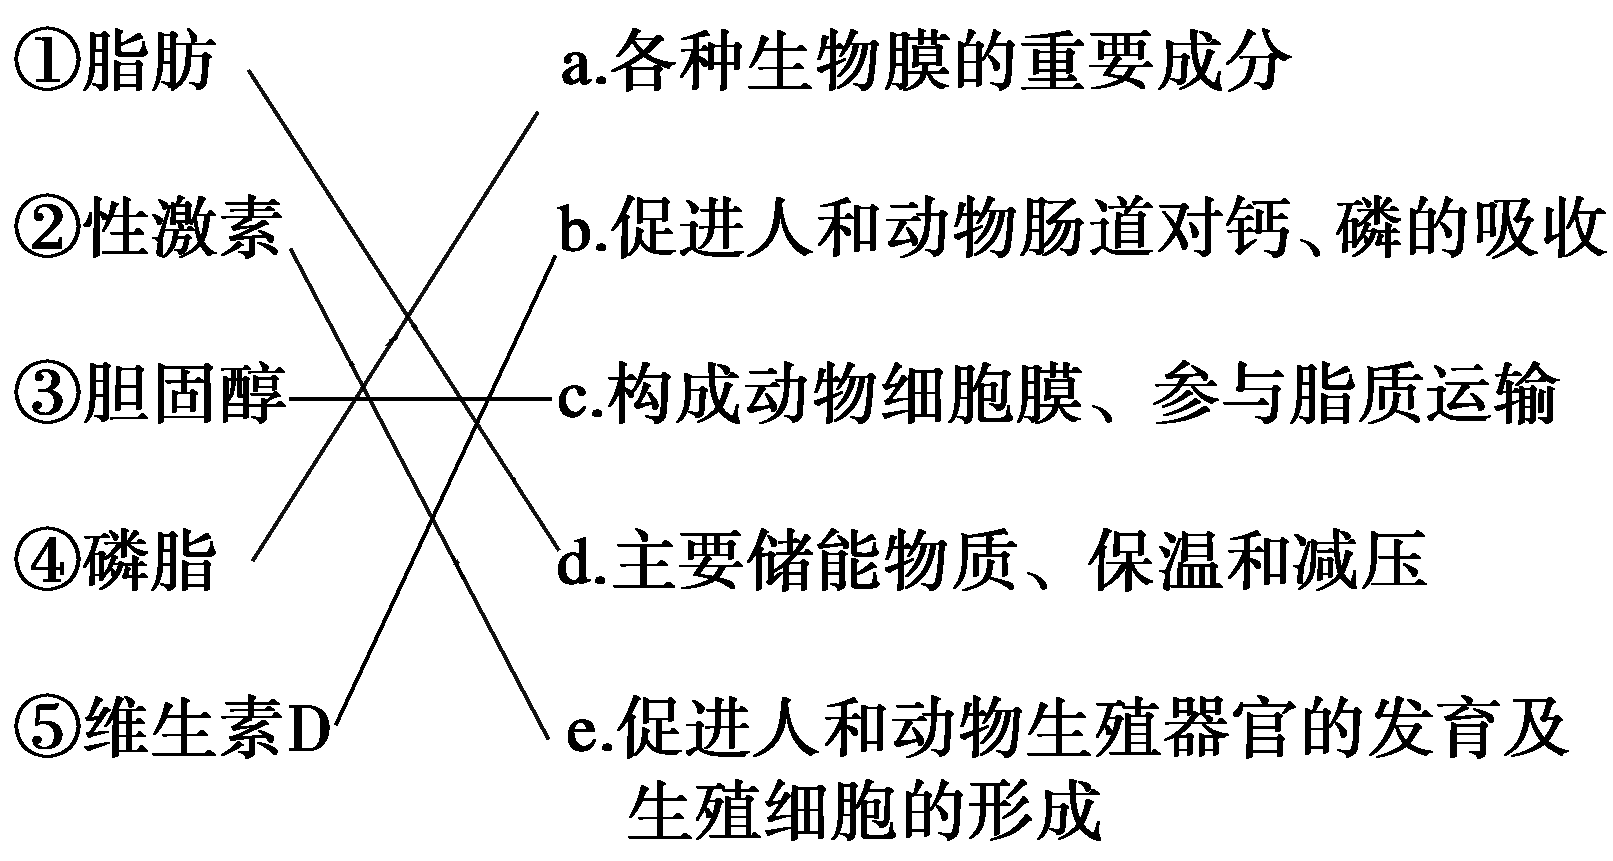 ①脂肪
a.各种生物膜的重要成分
②性激素
b.促进人和动物肠道对钙、磷的吸收
③胆固醇
c.构成动物细胞膜、参与脂质运输
④磷脂
d.主要储能物质、保温和减压
⑤维生素D
e.促进人和动物生殖器官的发育及
生殖细胞的形成